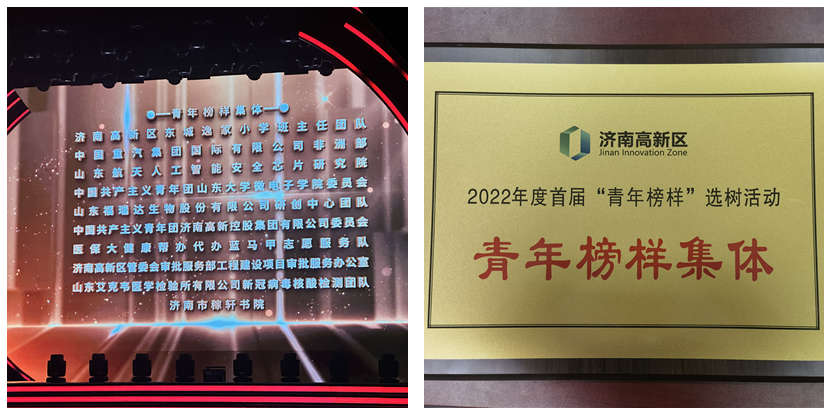 青年榜样集体
济南高新区东城逸家小学班主任团队
中国重汽集团国际有限公司非洲部
山东航天人工智能安全芯片研究院
中国共产主义青年团山东大学微电子学院委员会
山东福瑞达生物股份有限公司研创中心团队
中国共产主义青年团济南高新控股集团有限公司委员会
医保大健康帮办代办蓝马甲志愿服务队
济南高新区管委会审批服务部工程建设项目审批服务办公室
山东艾克韦医学检验所有限公司新冠病毒核酸检测团队
济南市稼轩书院
济南高新区
Jinan Innovation Zone
2022年度首届“青年榜样”选树活动
青年榜样集体